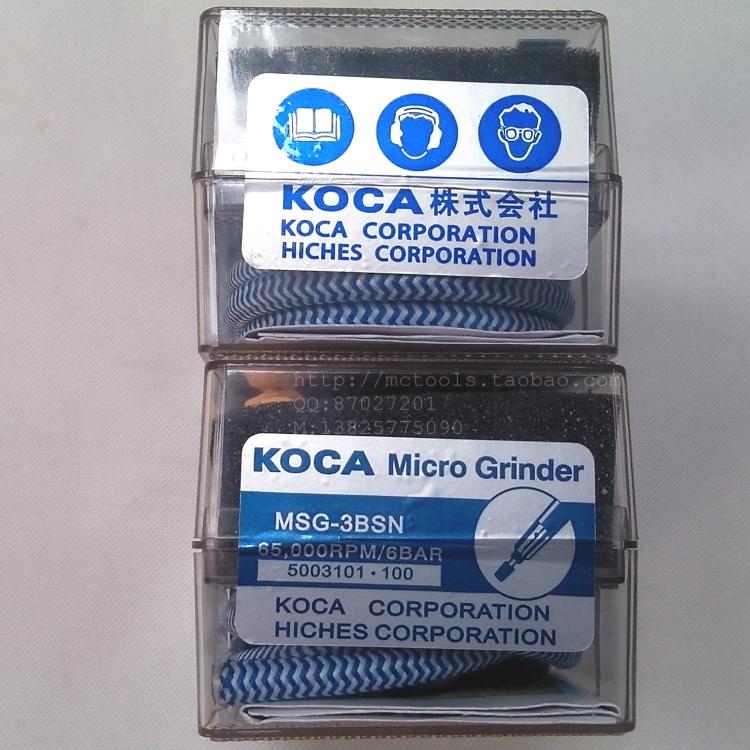 KOCA 株式会社
KOCA CORPORATION
HICHES CORPORATION
http://mctools.taobao.com
QQ:87027201
M:13825775090
KOCA Micro Grinder
MSG-3BSN
65,000RPM/6BAR
5003101・100
KOCA CORPORATION
HICHES CORPORATION